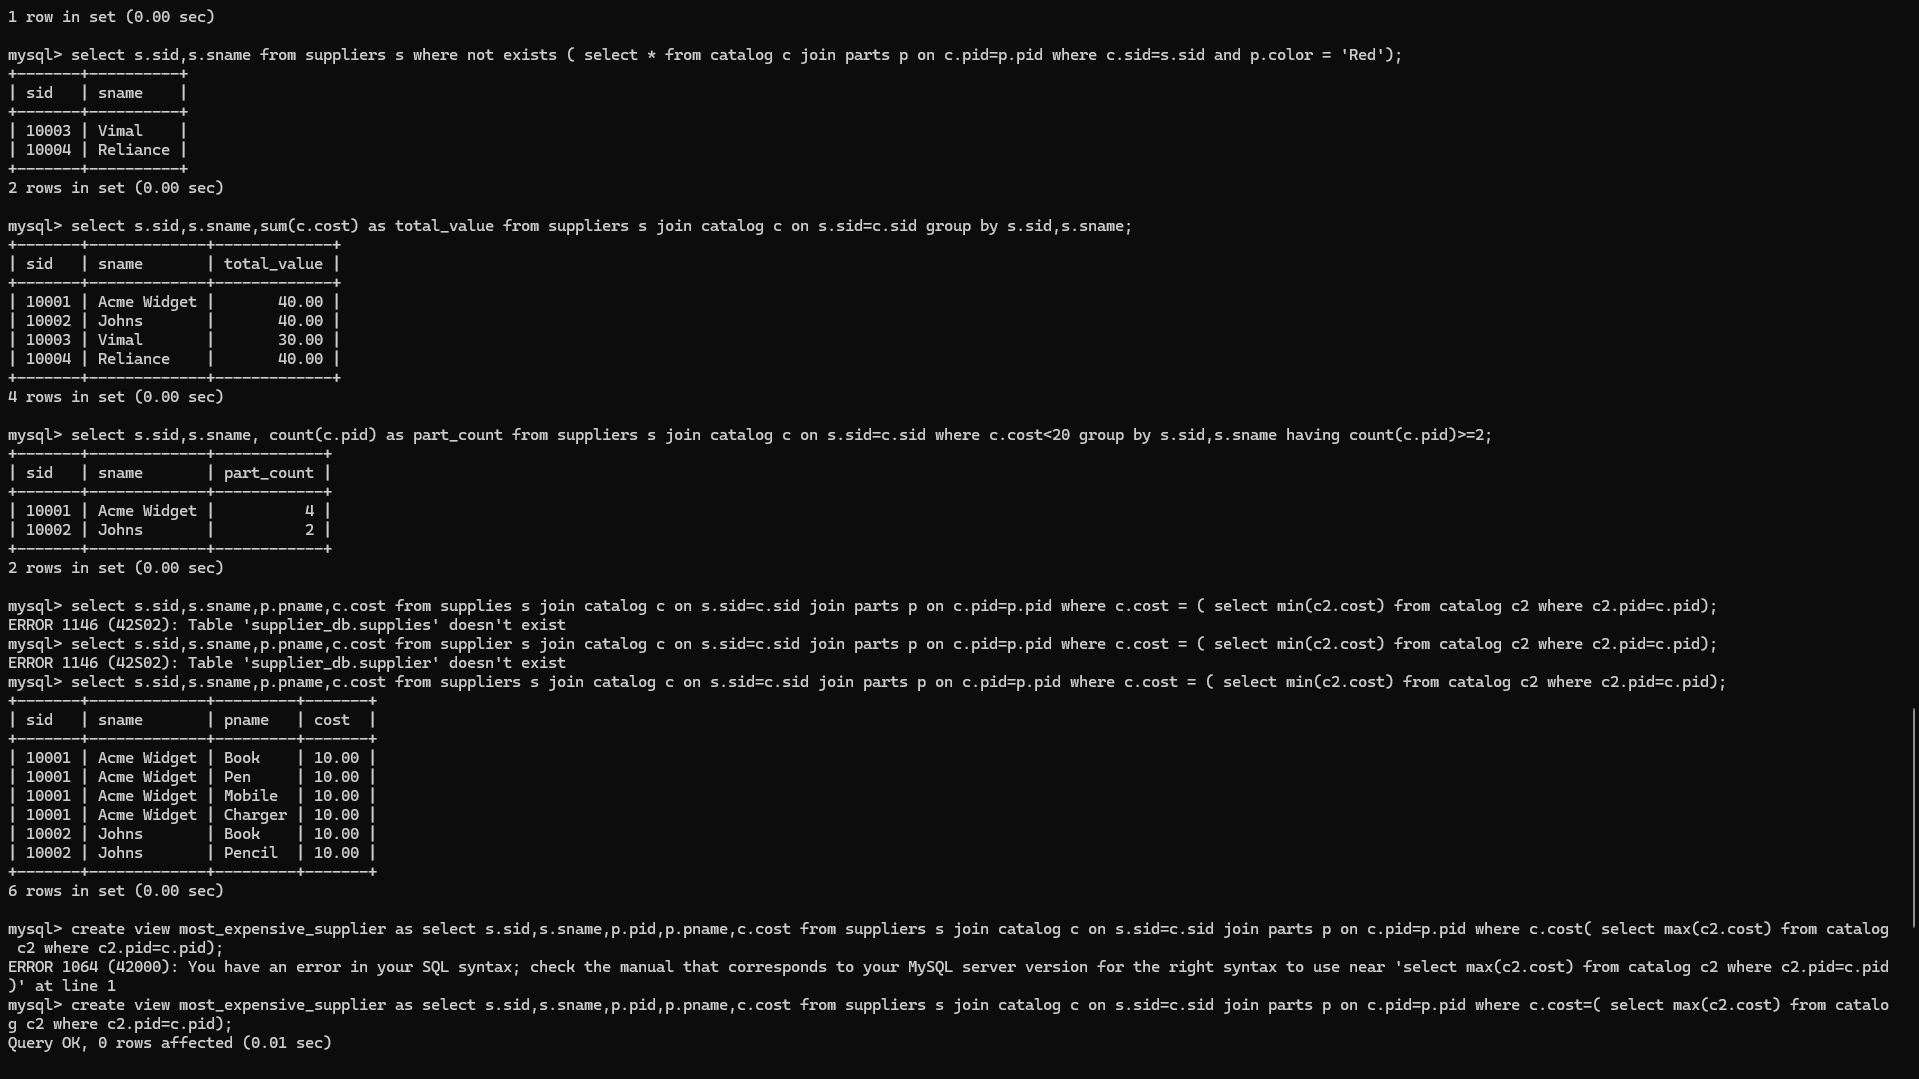 1 row in set (0.00 sec)
mysql> select s.sid,s.sname from suppliers s where not exists ( select * from catalog c join parts p on c.pid=p.pid where c.sid=s.sid and p.color = 'Red');
+-------+----------+
| sid   | sname    |
+-------+----------+
| 10003 | Vimal    |
| 10004 | Reliance |
+-------+----------+
2 rows in set (0.00 sec)
mysql> select s.sid,s.sname,sum(c.cost) as total_value from suppliers s join catalog c on s.sid=c.sid group by s.sid,s.sname;
+-------+-------------+-------------+
| sid   | sname       | total_value |
+-------+-------------+-------------+
| 10001 | Acme Widget |       40.00 |
| 10002 | Johns       |       40.00 |
| 10003 | Vimal       |       30.00 |
| 10004 | Reliance    |       40.00 |
+-------+-------------+-------------+
4 rows in set (0.00 sec)
mysql> select s.sid,s.sname, count(c.pid) as part_count from suppliers s join catalog c on s.sid=c.sid where c.cost<20 group by s.sid,s.sname having count(c.pid)>=2;
+-------+-------------+------------+
| sid   | sname       | part_count |
+-------+-------------+------------+
| 10001 | Acme Widget |          4 |
| 10002 | Johns       |          2 |
+-------+-------------+------------+
2 rows in set (0.00 sec)
mysql> select s.sid,s.sname,p.pname,c.cost from supplies s join catalog c on s.sid=c.sid join parts p on c.pid=p.pid where c.cost = ( select min(c2.cost) from catalog c2 where c2.pid=c.pid);
ERROR 1146 (42S02): Table 'supplier_db.supplies' doesn't exist
mysql> select s.sid,s.sname,p.pname,c.cost from supplier s join catalog c on s.sid=c.sid join parts p on c.pid=p.pid where c.cost = ( select min(c2.cost) from catalog c2 where c2.pid=c.pid);
ERROR 1146 (42S02): Table 'supplier_db.supplier' doesn't exist
mysql> select s.sid,s.sname,p.pname,c.cost from suppliers s join catalog c on s.sid=c.sid join parts p on c.pid=p.pid where c.cost = ( select min(c2.cost) from catalog c2 where c2.pid=c.pid);
+-------+-------------+---------+-------+
| sid   | sname       | pname   | cost  |
+-------+-------------+---------+-------+
| 10001 | Acme Widget | Book    | 10.00 |
| 10001 | Acme Widget | Pen     | 10.00 |
| 10001 | Acme Widget | Mobile  | 10.00 |
| 10001 | Acme Widget | Charger | 10.00 |
| 10002 | Johns       | Book    | 10.00 |
| 10002 | Johns       | Pencil  | 10.00 |
+-------+-------------+---------+-------+
6 rows in set (0.00 sec)
mysql> create view most_expensive_supplier as select s.sid,s.sname,p.pid,p.pname,c.cost from suppliers s join catalog c on s.sid=c.sid join parts p on c.pid=p.pid where c.cost( select max(c2.cost) from catalog
 c2 where c2.pid=c.pid);
ERROR 1064 (42000): You have an error in your SQL syntax; check the manual that corresponds to your MySQL server version for the right syntax to use near 'select max(c2.cost) from catalog c2 where c2.pid=c.pid
)' at line 1
mysql> create view most_expensive_supplier as select s.sid,s.sname,p.pid,p.pname,c.cost from suppliers s join catalog c on s.sid=c.sid join parts p on c.pid=p.pid where c.cost=( select max(c2.cost) from catalo
g c2 where c2.pid=c.pid);
Query OK, 0 rows affected (0.01 sec)